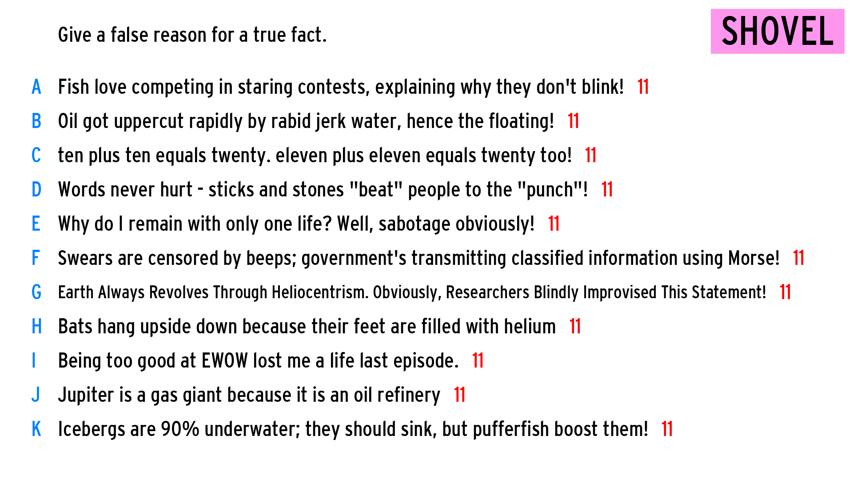 Give a false reason for a true fact.
SHOVEL
A Fish love competing in staring contests, explaining why they don't blink! 11
B Oil got uppercut rapidly by rabid jerk water, hence the floating! 11
C ten plus ten equals twenty. eleven plus eleven equals twenty too! 11
D Words never hurt - sticks and stones "beat" people to the "punch"! 11
E Why do I remain with only one life? Well, sabotage obviously! 11
F Swears are censored by beeps; government's transmitting classified information using Morse! 11
G Earth Always Revolves Through Heliocentrism. Obviously, Researchers Blindly Improvised This Statement! 11
H Bats hang upside down because their feet are filled with helium 11
I Being too good at EWOW lost me a life last episode. 11
J Jupiter is a gas giant because it is an oil refinery 11
K Icebergs are 90% underwater; they should sink, but pufferfish boost them! 11